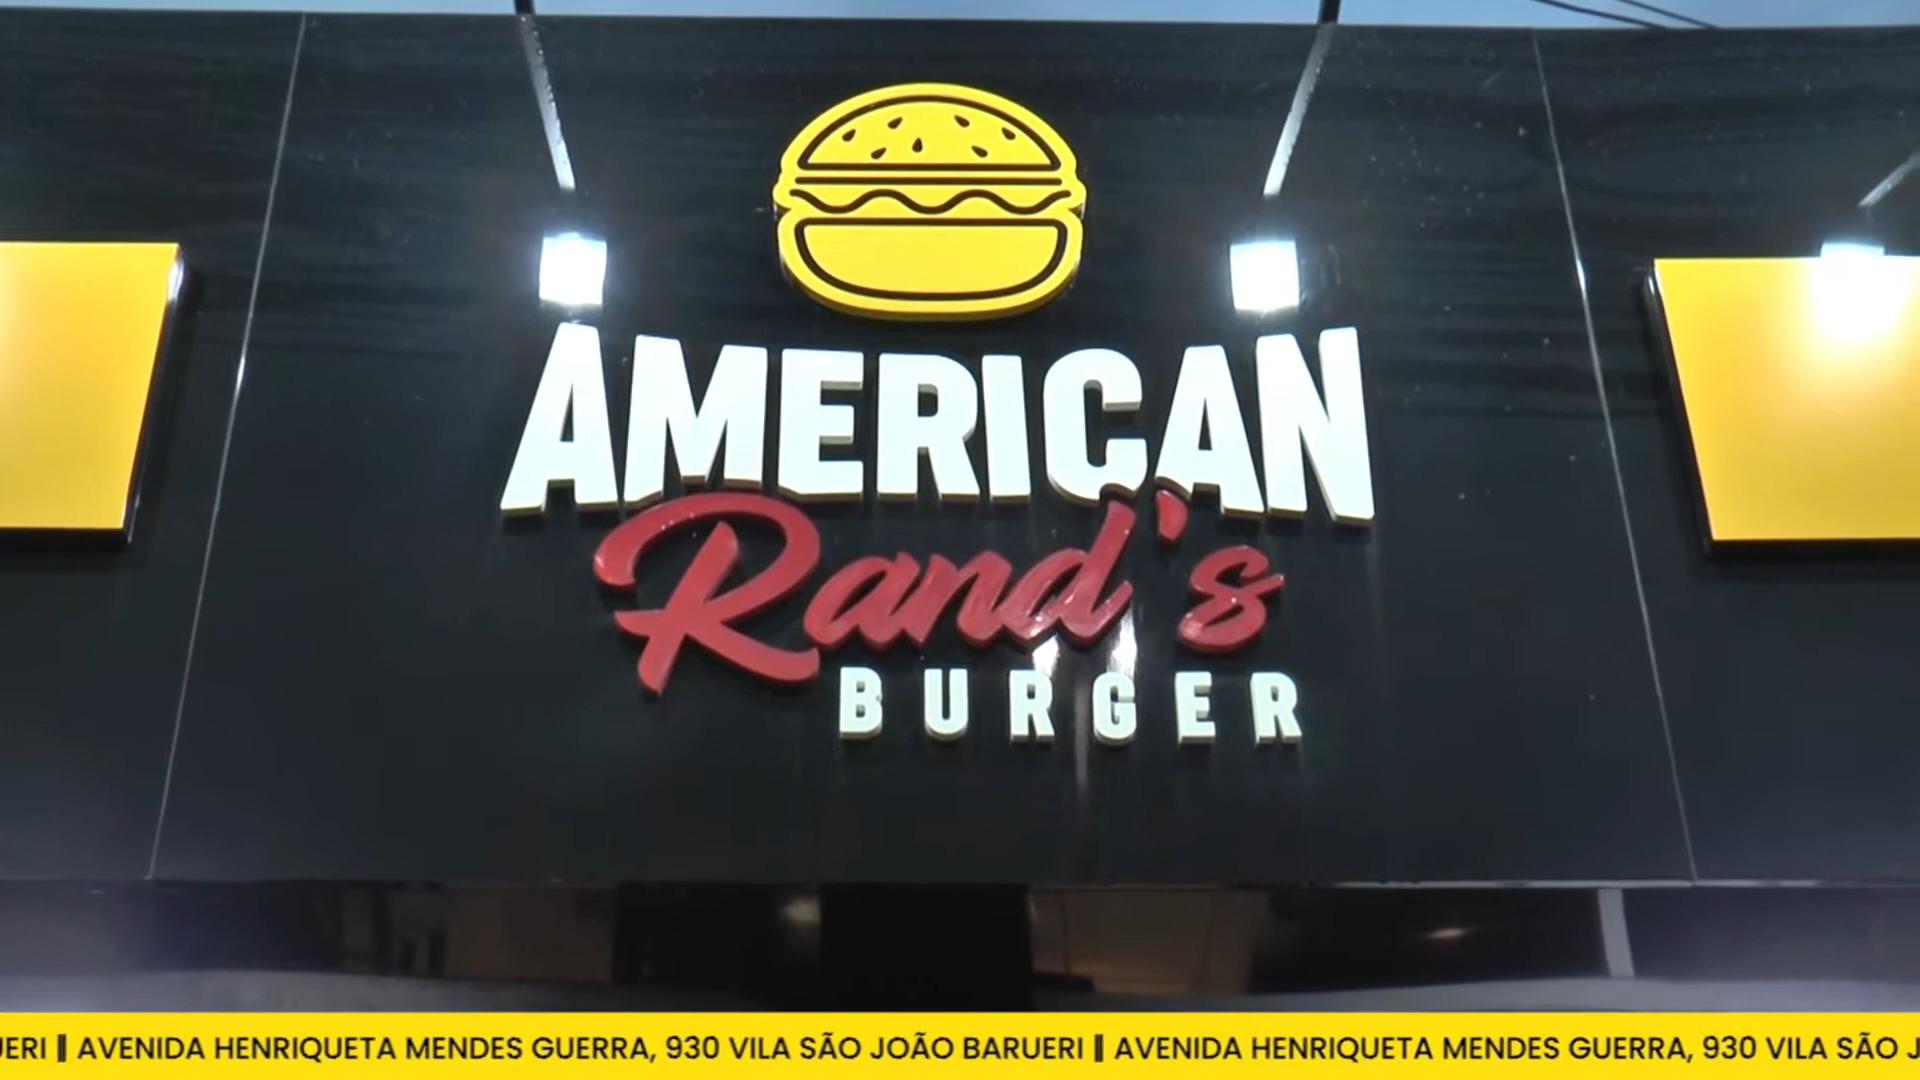 AMERICAN
Rand's
BURGER
UERI || AVENIDA HENRIQUETA MENDES GUERRA, 930 VILA SÃO JOÃO BARUERI || AVENIDA HENRIQUETA MENDES GUERRA, 930 VILA SÃO J